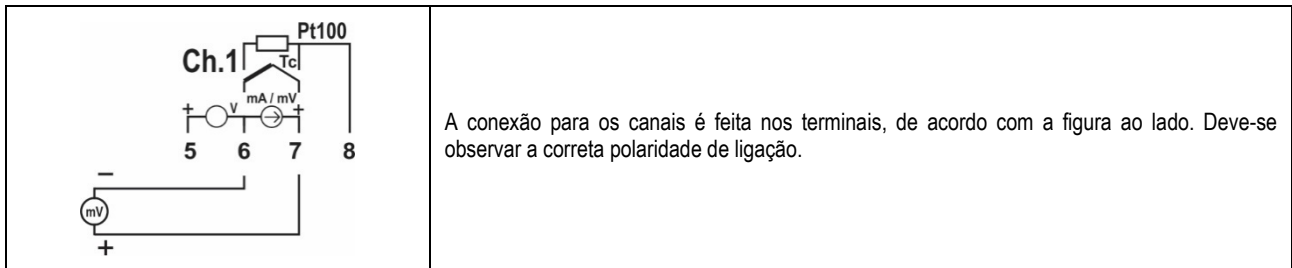 Pt100
Ch.1
Tc
mA / mV
+ V +
5 6 7 8
−
mV
+
A conexão para os canais é feita nos terminais, de acordo com a figura ao lado. Deve-se
observar a correta polaridade de ligação.